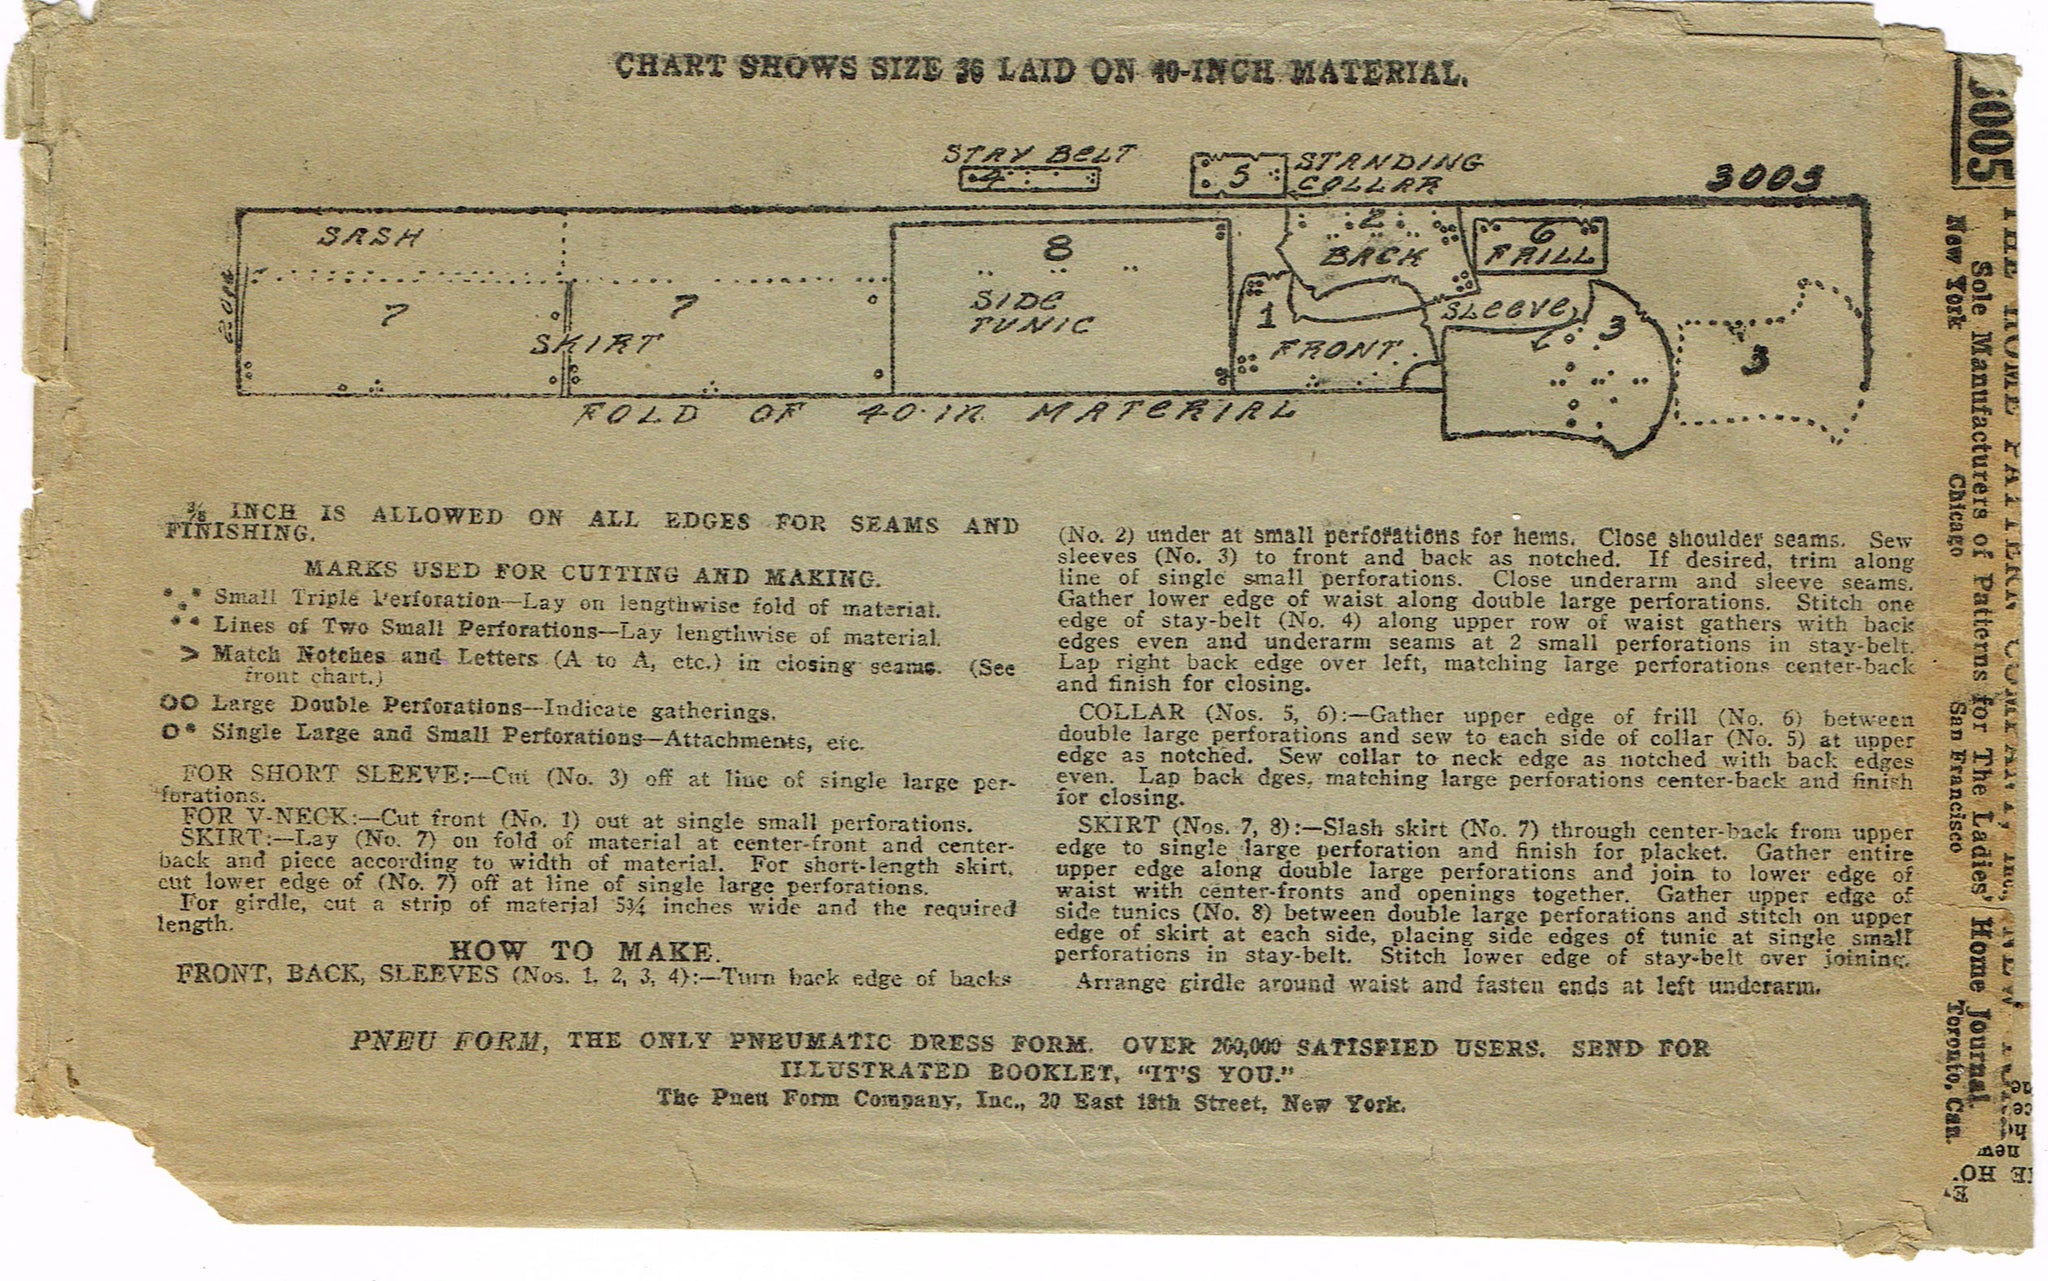 CHART SHOWS SIZE 36 LAID ON 40-INCH MATERIAL.
STAY BELT
4
5
STANDING
COLLAR
3003
SASH
7
7
SKIRT
8
SIDE
TUNIC
2
BACK
6
FRILL
1
FRONT
SLEEVE
3
3
FOLD OF 40-in. MATERIAL
⅜ INCH IS ALLOWED ON ALL EDGES FOR SEAMS AND
FINISHING.
MARKS USED FOR CUTTING AND MAKING.
Small Triple Perforation—Lay on lengthwise fold of material.
Lines of Two Small Perforations—Lay lengthwise of material.
> Match Notches and Letters (A to A, etc.) in closing seams. (See
front chart.)
Large Double Perforations—Indicate gatherings.
Single Large and Small Perforations—Attachments, etc.
FOR SHORT SLEEVE:—Cut (No. 3) off at line of single large per-
forations.
FOR V-NECK:—Cut front (No. 1) out at single small perforations.
SKIRT:—Lay (No. 7) on fold of material at center-front and center-
back and piece according to width of material. For short-length skirt,
cut lower edge of (No. 7) off at line of single large perforations.
For girdle, cut a strip of material 5¾ inches wide and the required
length.
HOW TO MAKE.
FRONT, BACK, SLEEVES (Nos. 1, 2, 3, 4):—Turn back edge of backs
(No. 2) under at small perforations for hems. Close shoulder seams. Sew
sleeves (No. 3) to front and back as notched. If desired, trim along
line of single small perforations. Close underarm and sleeve seams.
Gather lower edge of waist along double large perforations. Stitch one
edge of stay-belt (No. 4) along upper row of waist gathers with back
edges even and underarm seams at 2 small perforations in stay-belt.
Lap right back edge over left, matching large perforations center-back
and finish for closing.
COLLAR (Nos. 5, 6):—Gather upper edge of frill (No. 6) between
double large perforations and sew to each side of collar (No. 5) at upper
edge as notched. Sew collar to neck edge as notched with back edges
even. Lap back dges, matching large perforations center-back and finish
for closing.
SKIRT (Nos. 7, 8):—Slash skirt (No. 7) through center-back from upper
edge to single large perforation and finish for placket. Gather entire
upper edge along double large perforations and join to lower edge of
waist with center-fronts and openings together. Gather upper edge of
side tunics (No. 8) between double large perforations and stitch on upper
edge of skirt at each side, placing side edges of tunic at single small
perforations in stay-belt. Stitch lower edge of stay-belt over joining.
Arrange girdle around waist and fasten ends at left underarm.
PNEU FORM, THE ONLY PNEUMATIC DRESS FORM. OVER 200,000 SATISFIED USERS. SEND FOR
ILLUSTRATED BOOKLET, "IT'S YOU."
The Pneu Form Company, Inc., 20 East 18th Street, New York.
THE HOME PATTERN COMPANY, Inc., NEW
Sole Manufacturers of Patterns for The Ladies' Home Journal
New York Chicago San Francisco Toronto, Can.